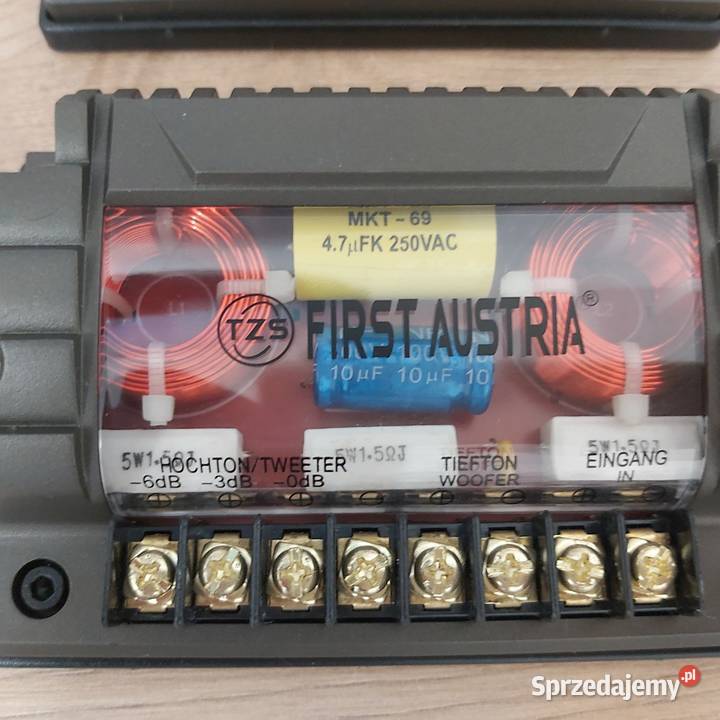 MKT-69
4.7µFK 250VAC
TZS FIRST AUSTRIA ®
10µF 10µF 10
5W1.5ΩJ
5W1.5ΩJ
5W1.5ΩJ
HOCHTON/TWEETER
-6dB -3dB -0dB
TIEFTON
WOOFER
EINGANG
IN
Sprzedajemy.pl